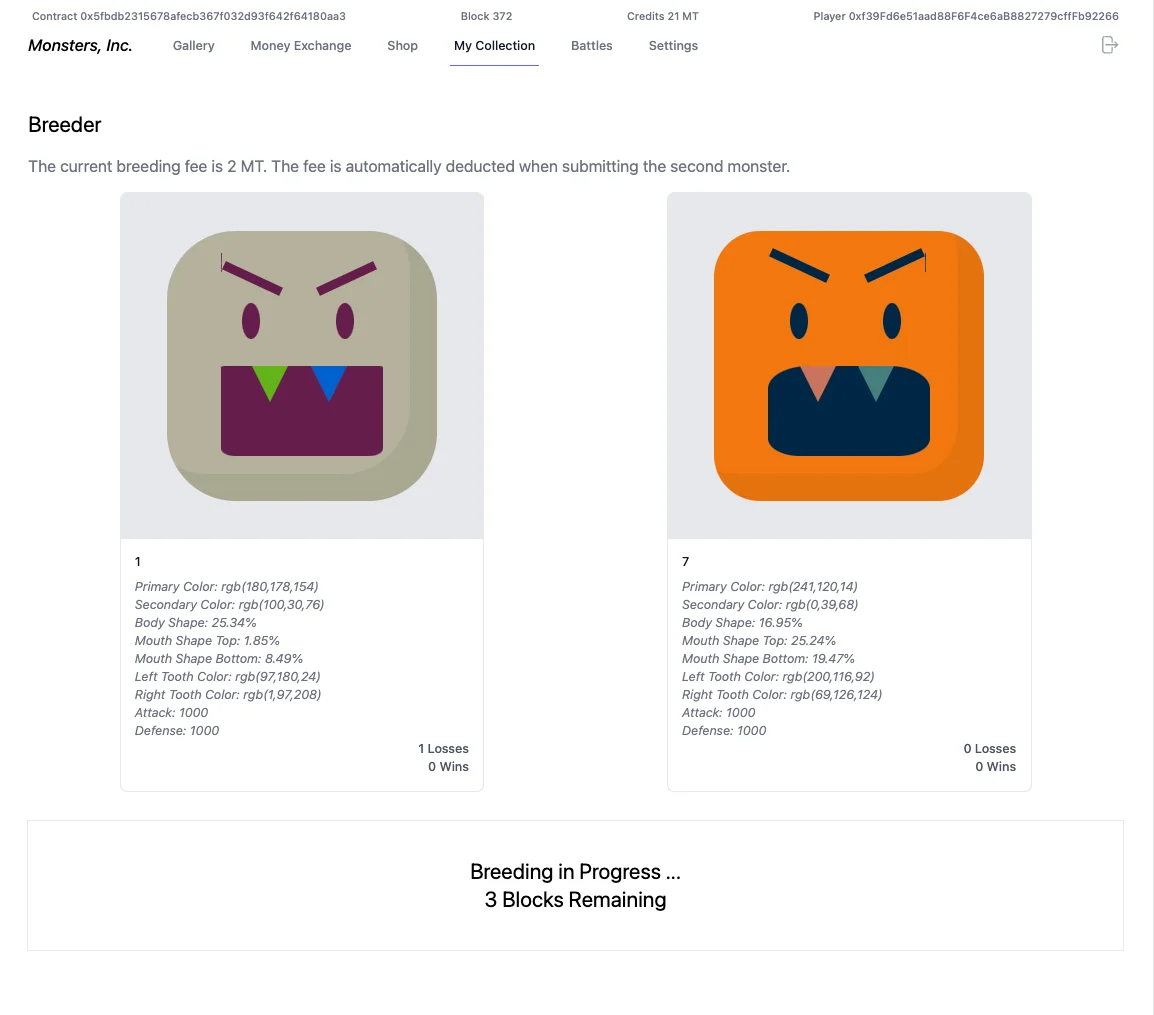 Contract 0x5fbdb2315678afecb367f032d93f642f64180aa3 Block 372 Credits 21 MT Player 0xf39Fd6e51aad88F6F4ce6aB8827279cffFb92266
Monsters, Inc. Gallery Money Exchange Shop My Collection Battles Settings
Breeder
The current breeding fee is 2 MT. The fee is automatically deducted when submitting the second monster.
1
Primary Color: rgb(180,178,154)
Secondary Color: rgb(100,30,76)
Body Shape: 25.34%
Mouth Shape Top: 1.85%
Mouth Shape Bottom: 8.49%
Left Tooth Color: rgb(97,180,24)
Right Tooth Color: rgb(1,97,208)
Attack: 1000
Defense: 1000
1 Losses
0 Wins
7
Primary Color: rgb(241,120,14)
Secondary Color: rgb(0,39,68)
Body Shape: 16.95%
Mouth Shape Top: 25.24%
Mouth Shape Bottom: 19.47%
Left Tooth Color: rgb(200,116,92)
Right Tooth Color: rgb(69,126,124)
Attack: 1000
Defense: 1000
0 Losses
0 Wins
Breeding in Progress ...
3 Blocks Remaining